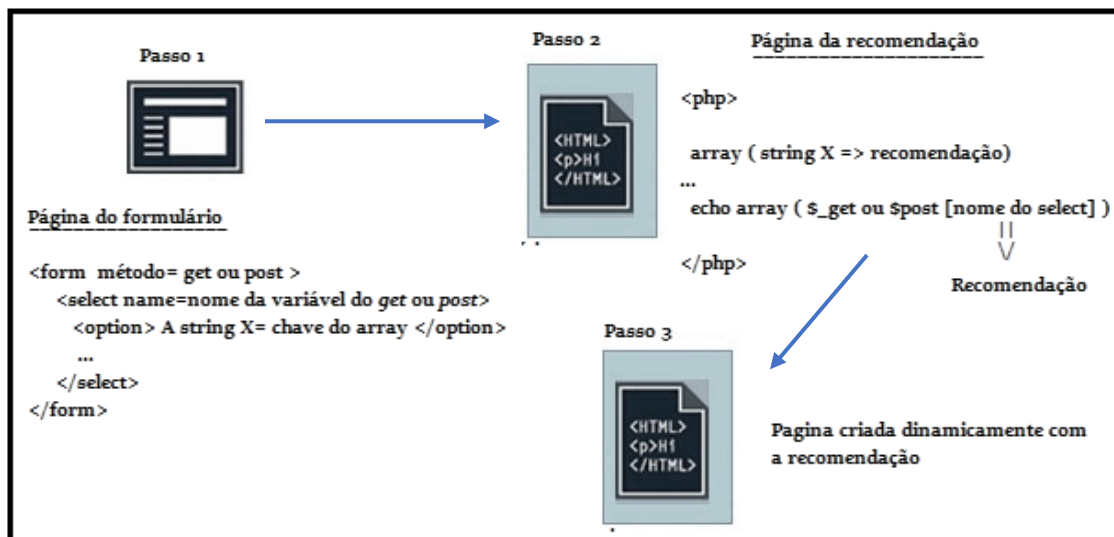 Passo 1
Página do formulário
<form método= get ou post >
<select name=nome da variável do get ou post>
<option> A string X= chave do array </option>
...
</select>
</form>
Passo 2
<HTML>
<p>H1
</HTML>
Página da recomendação
<php>
array ( string X => recomendação)
...
echo array ( $_get ou $post [nome do select] )
</php>
Recomendação
Passo 3
<HTML>
<p>H1
</HTML>
Pagina criada dinamicamente com
a recomendação